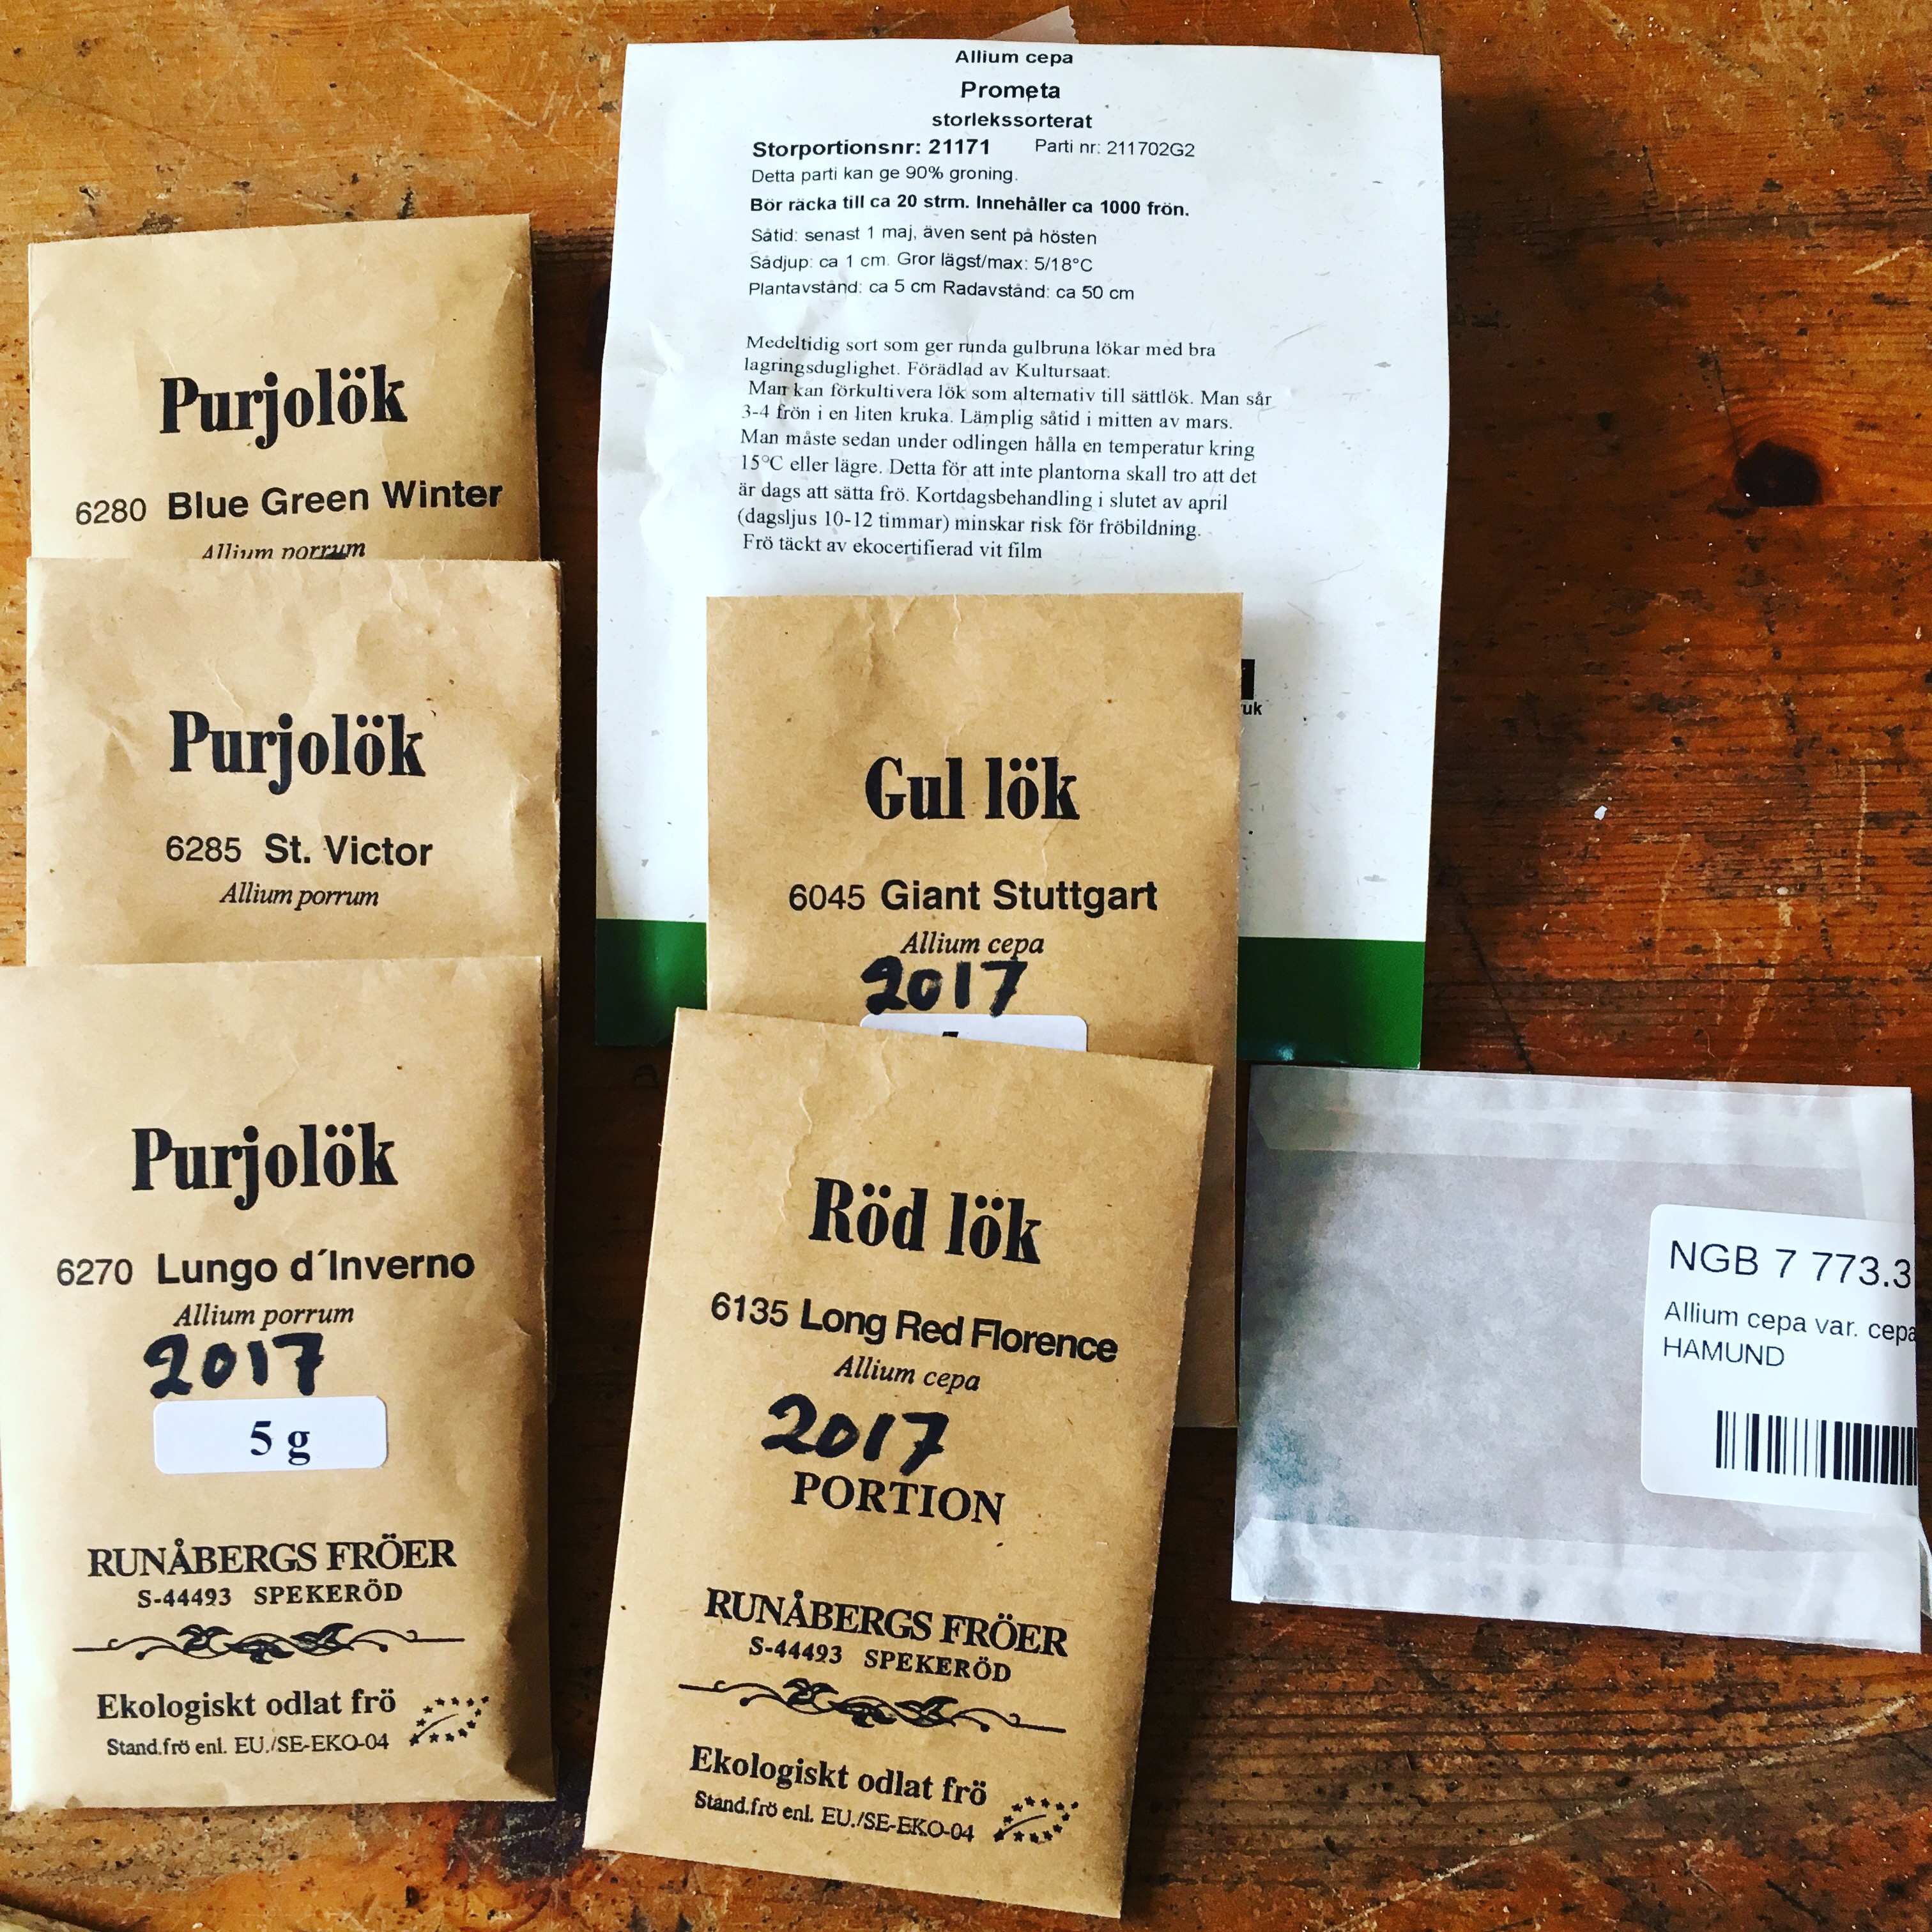 Allium cepa
Prometa
storlekssorterat
Storportionsnr: 21171 Parti nr: 211702G2
Detta parti kan ge 90% groning.
Bör räcka till ca 20 strm. Innehåller ca 1000 frön.
Såtid: senast 1 maj, även sent på hösten
Sådjup: ca 1 cm. Gror lägst/max: 5/18°C
Plantavstånd: ca 5 cm Radavstånd: ca 50 cm
Medeltidig sort som ger runda gulbruna lökar med bra
lagringsduglighet. Förädlad av Kultursaat.
Man kan förkultivera lök som alternativ till sättlök. Man sår
3-4 frön i en liten kruka. Lämplig såtid i mitten av mars.
Man måste sedan under odlingen hålla en temperatur kring
15°C eller lägre. Detta för att inte plantorna skall tro att det
är dags att sätta frö. Kortdagsbehandling i slutet av april
(dagsljus 10-12 timmar) minskar risk för fröbildning.
Frö täckt av ekocertifierad vit film
uk
Purjolök
6280 Blue Green Winter
Allium porrum
Purjolök
6285 St. Victor
Allium porrum
Purjolök
6270 Lungo d´Inverno
Allium porrum
2017
5 g
RUNÅBERGS FRÖER
S-44493 SPEKERÖD
Ekologiskt odlat frö
Stand.frö enl. EU./SE-EKO-04
Gul lök
6045 Giant Stuttgart
Allium cepa
2017
Röd lök
6135 Long Red Florence
Allium cepa
2017
PORTION
RUNÅBERGS FRÖER
S-44493 SPEKERÖD
Ekologiskt odlat frö
Stand.frö enl. EU./SE-EKO-04
NGB 7 773.3
Allium cepa var. cepa
HAMUND